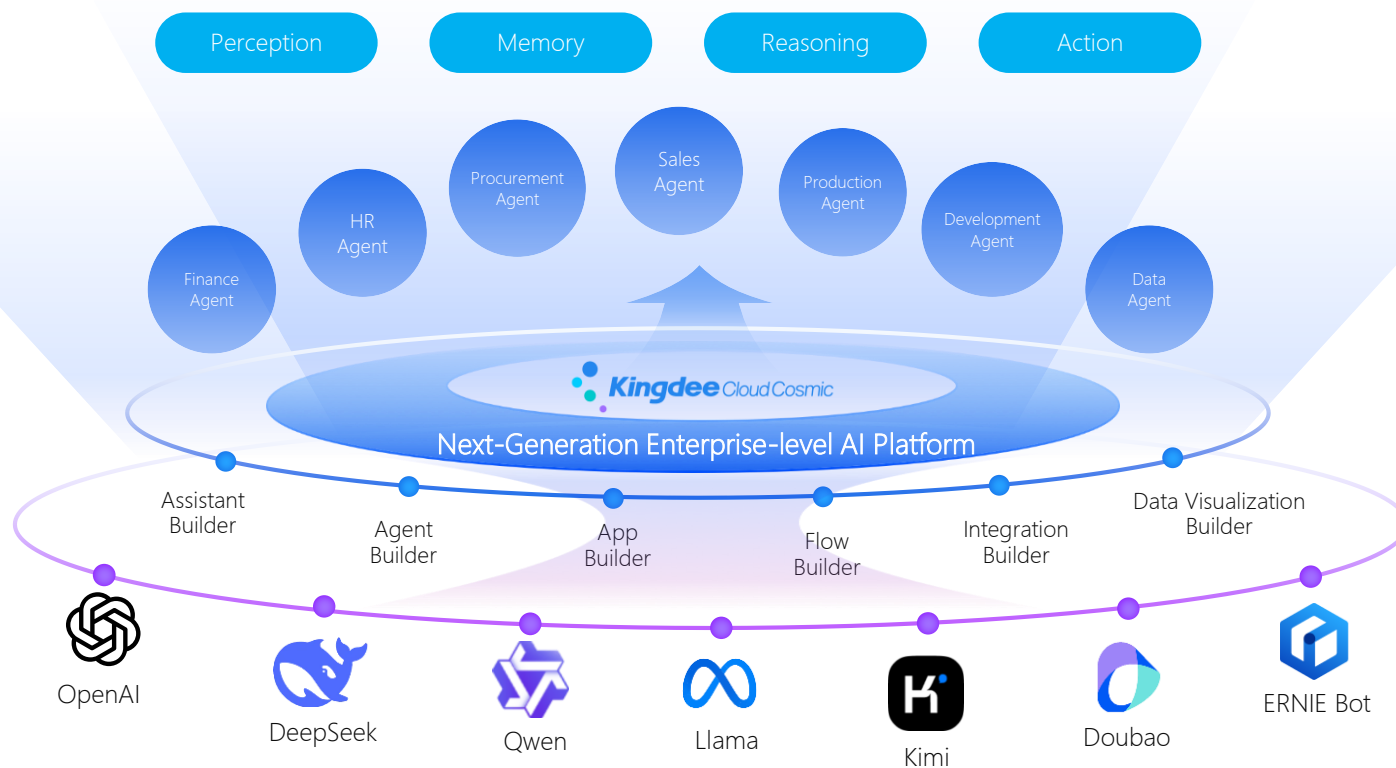 Perception
Memory
Reasoning
Action
Finance
Agent
HR
Agent
Procurement
Agent
Sales
Agent
Production
Agent
Development
Agent
Data
Agent
Kingdee Cloud Cosmic
Next-Generation Enterprise-level AI Platform
Assistant
Builder
Agent
Builder
App
Builder
Flow
Builder
Integration
Builder
Data Visualization
Builder
OpenAI
DeepSeek
Qwen
Llama
Kimi
Doubao
ERNIE Bot